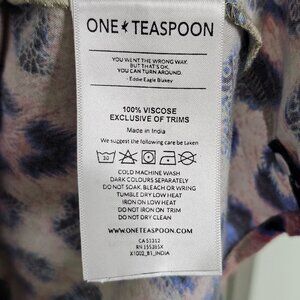 ONE TEASPOON
YOU WENT THE WRONG WAY,
BUT THAT'S OK,
YOU CAN TURN AROUND.
- Eddie Eagle Blakey
100% VISCOSE
EXCLUSIVE OF TRIMS
Made in India
We suggest the following care be taken
30
COLD MACHINE WASH
DARK COLOURS SEPARATELY
DO NOT SOAK, BLEACH OR WRING
TUMBLE DRY LOW HEAT
IRON ON LOW HEAT
DO NOT IRON ON TRIM
DO NOT DRY CLEAN
WWW.ONETEASPOON.COM
CA 51312
RN
X1002_B1_INDIA